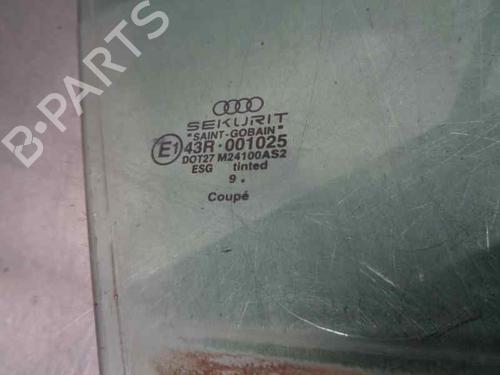 B-PARTS
SEKURIT
"SAINT-GOBAIN"
E1 43R-001025
DOT27 M24100AS2
ESG tinted
9 .
Coupé